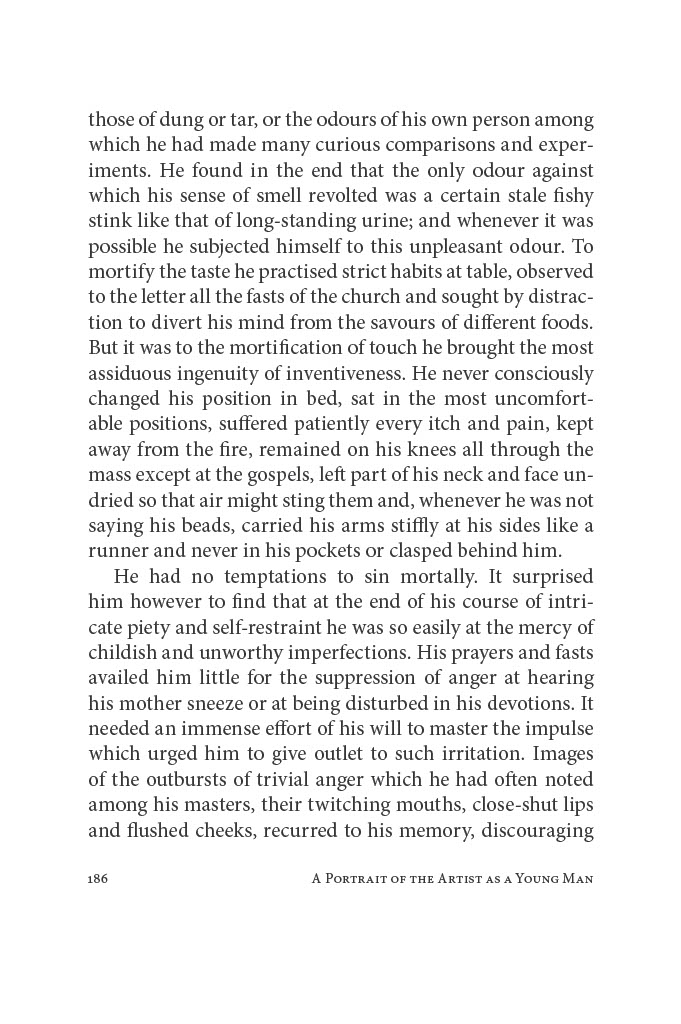 those of dung or tar, or the odours of his own person among
which he had made many curious comparisons and exper-
iments. He found in the end that the only odour against
which his sense of smell revolted was a certain stale fishy
stink like that of long-standing urine; and whenever it was
possible he subjected himself to this unpleasant odour. To
mortify the taste he practised strict habits at table, observed
to the letter all the fasts of the church and sought by distrac-
tion to divert his mind from the savours of different foods.
But it was to the mortification of touch he brought the most
assiduous ingenuity of inventiveness. He never consciously
changed his position in bed, sat in the most uncomfort-
able positions, suffered patiently every itch and pain, kept
away from the fire, remained on his knees all through the
mass except at the gospels, left part of his neck and face un-
dried so that air might sting them and, whenever he was not
saying his beads, carried his arms stiffly at his sides like a
runner and never in his pockets or clasped behind him.
He had no temptations to sin mortally. It surprised
him however to find that at the end of his course of intri-
cate piety and self-restraint he was so easily at the mercy of
childish and unworthy imperfections. His prayers and fasts
availed him little for the suppression of anger at hearing
his mother sneeze or at being disturbed in his devotions. It
needed an immense effort of his will to master the impulse
which urged him to give outlet to such irritation. Images
of the outbursts of trivial anger which he had often noted
among his masters, their twitching mouths, close-shut lips
and flushed cheeks, recurred to his memory, discouraging
186 A Portrait of the Artist as a Young Man